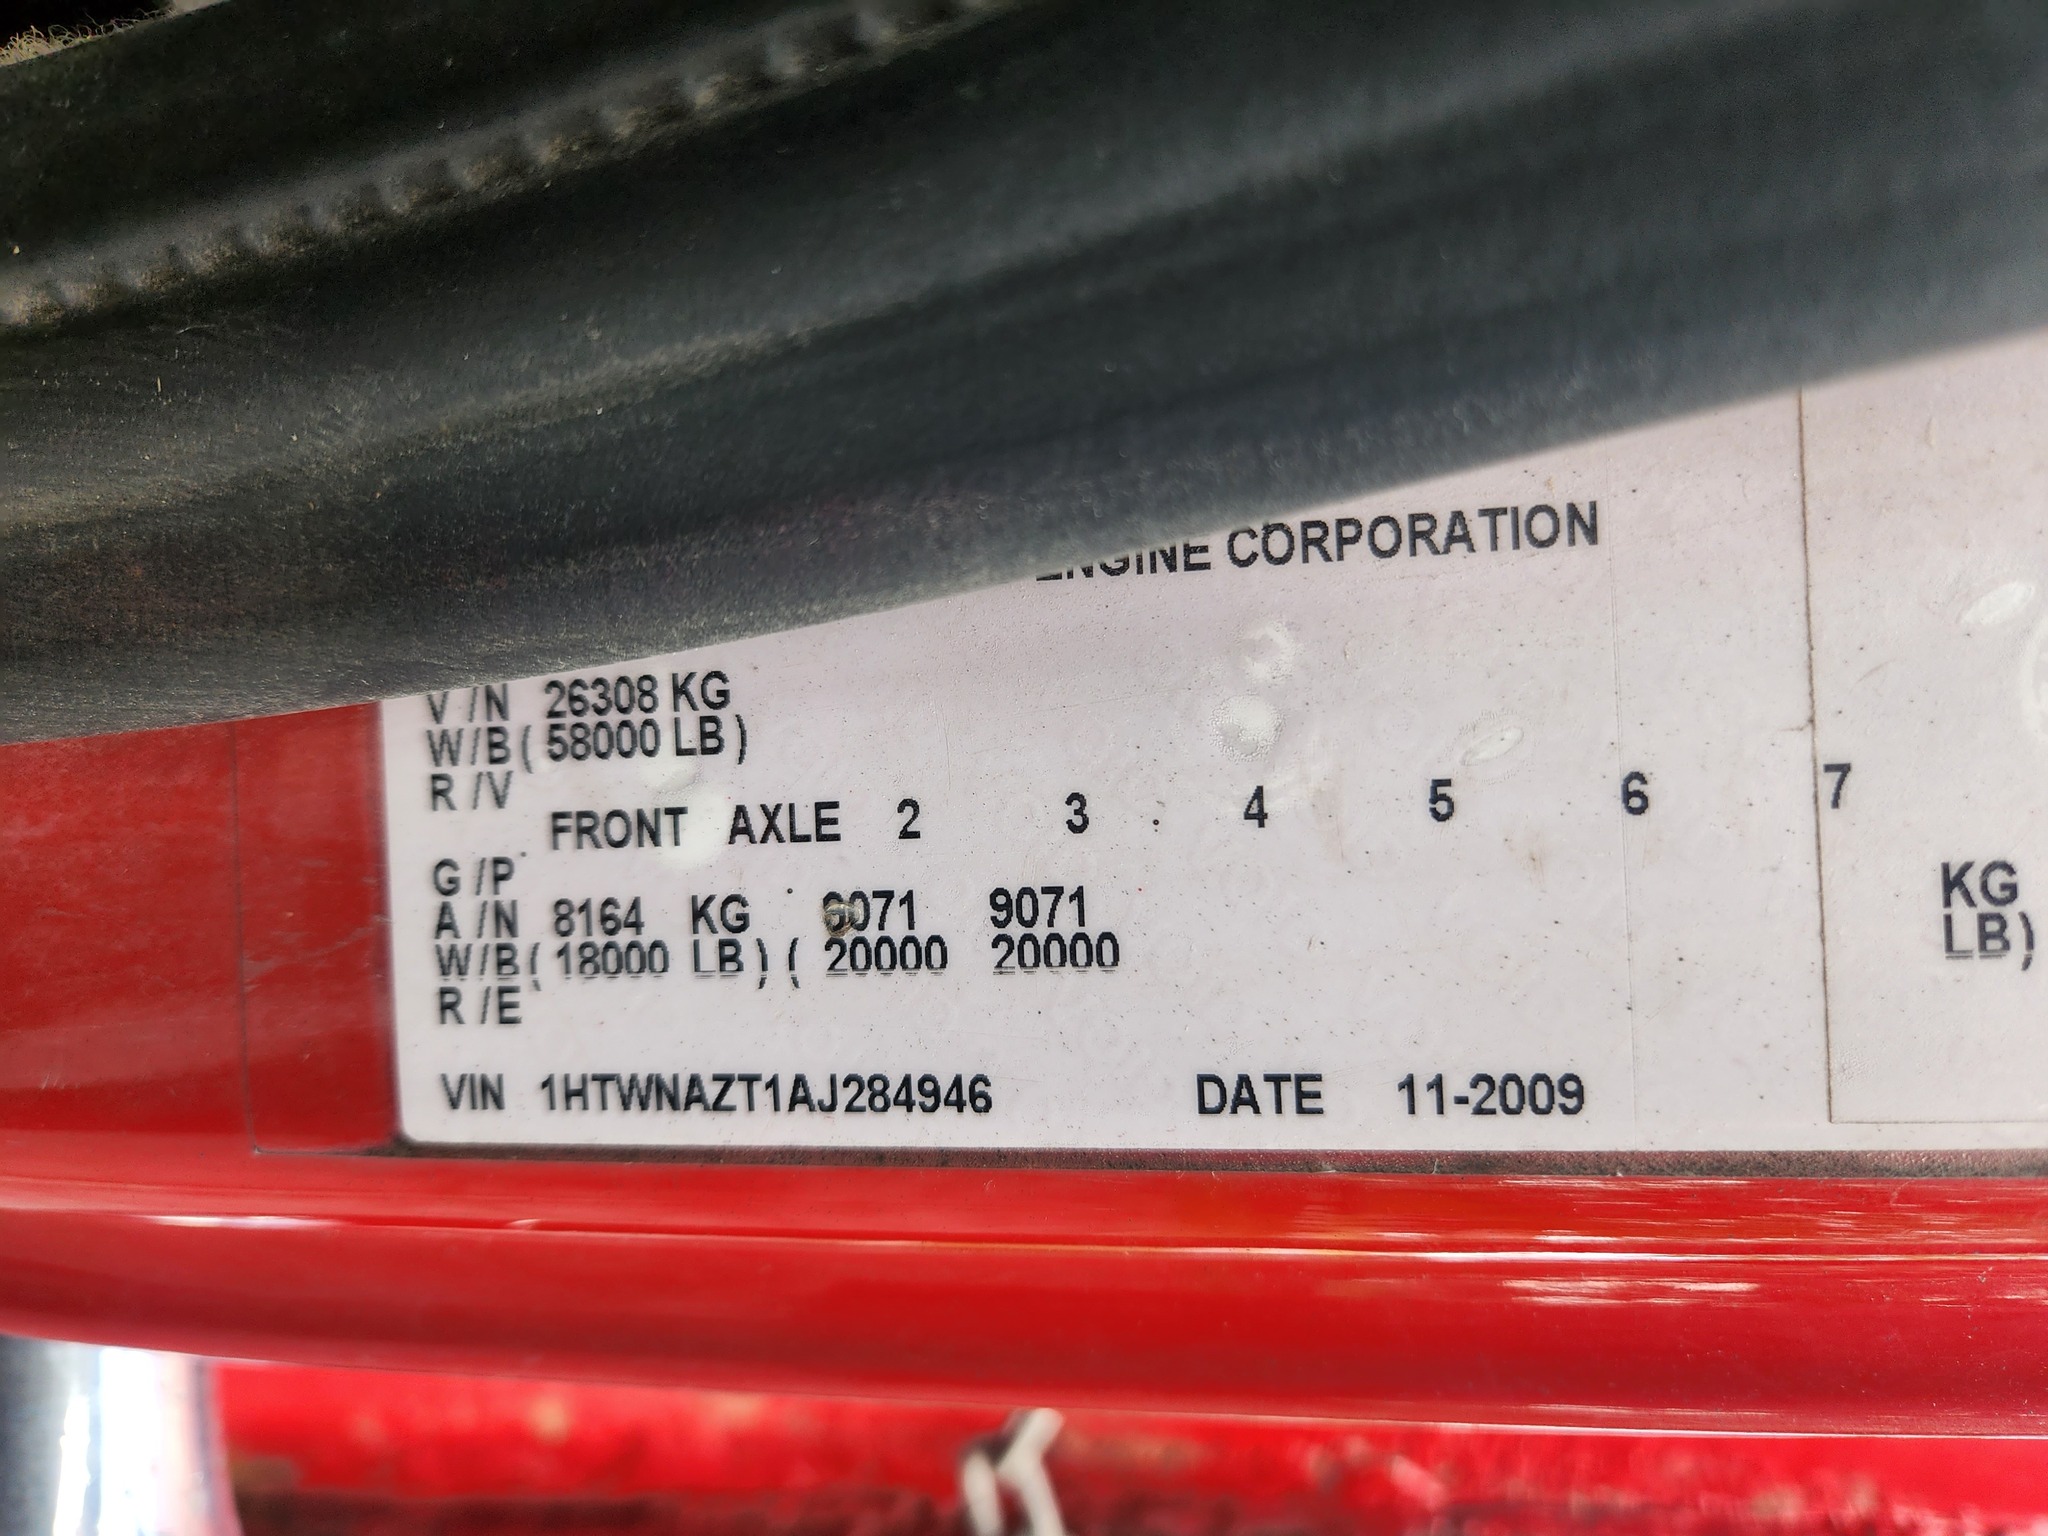 ENGINE CORPORATION
V /N 26308 KG
W/B ( 58000 LB )
R /V
FRONT AXLE 2 3 4 5 6 7
G /P
A /N 8164 KG 9071 9071 KG
W/B ( 18000 LB ) ( 20000 20000 LB )
R /E
VIN 1HTWNAZT1AJ284946 DATE 11-2009